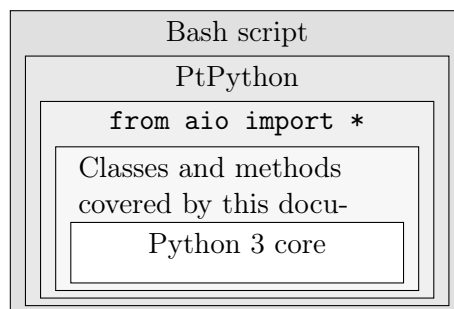 Bash script
PtPython
from aio import *
Classes and methods
covered by this docu-
Python 3 core